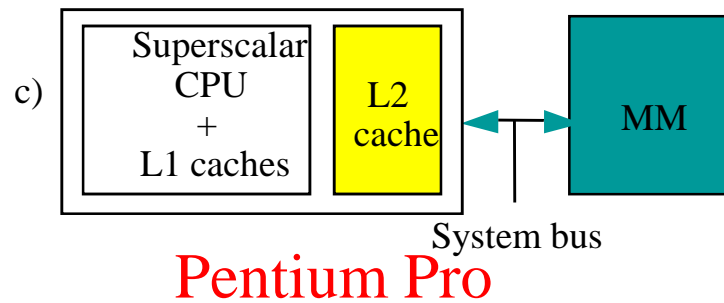 c)
Superscalar
CPU
+
L1 caches
L2
cache
MM
System bus
Pentium Pro